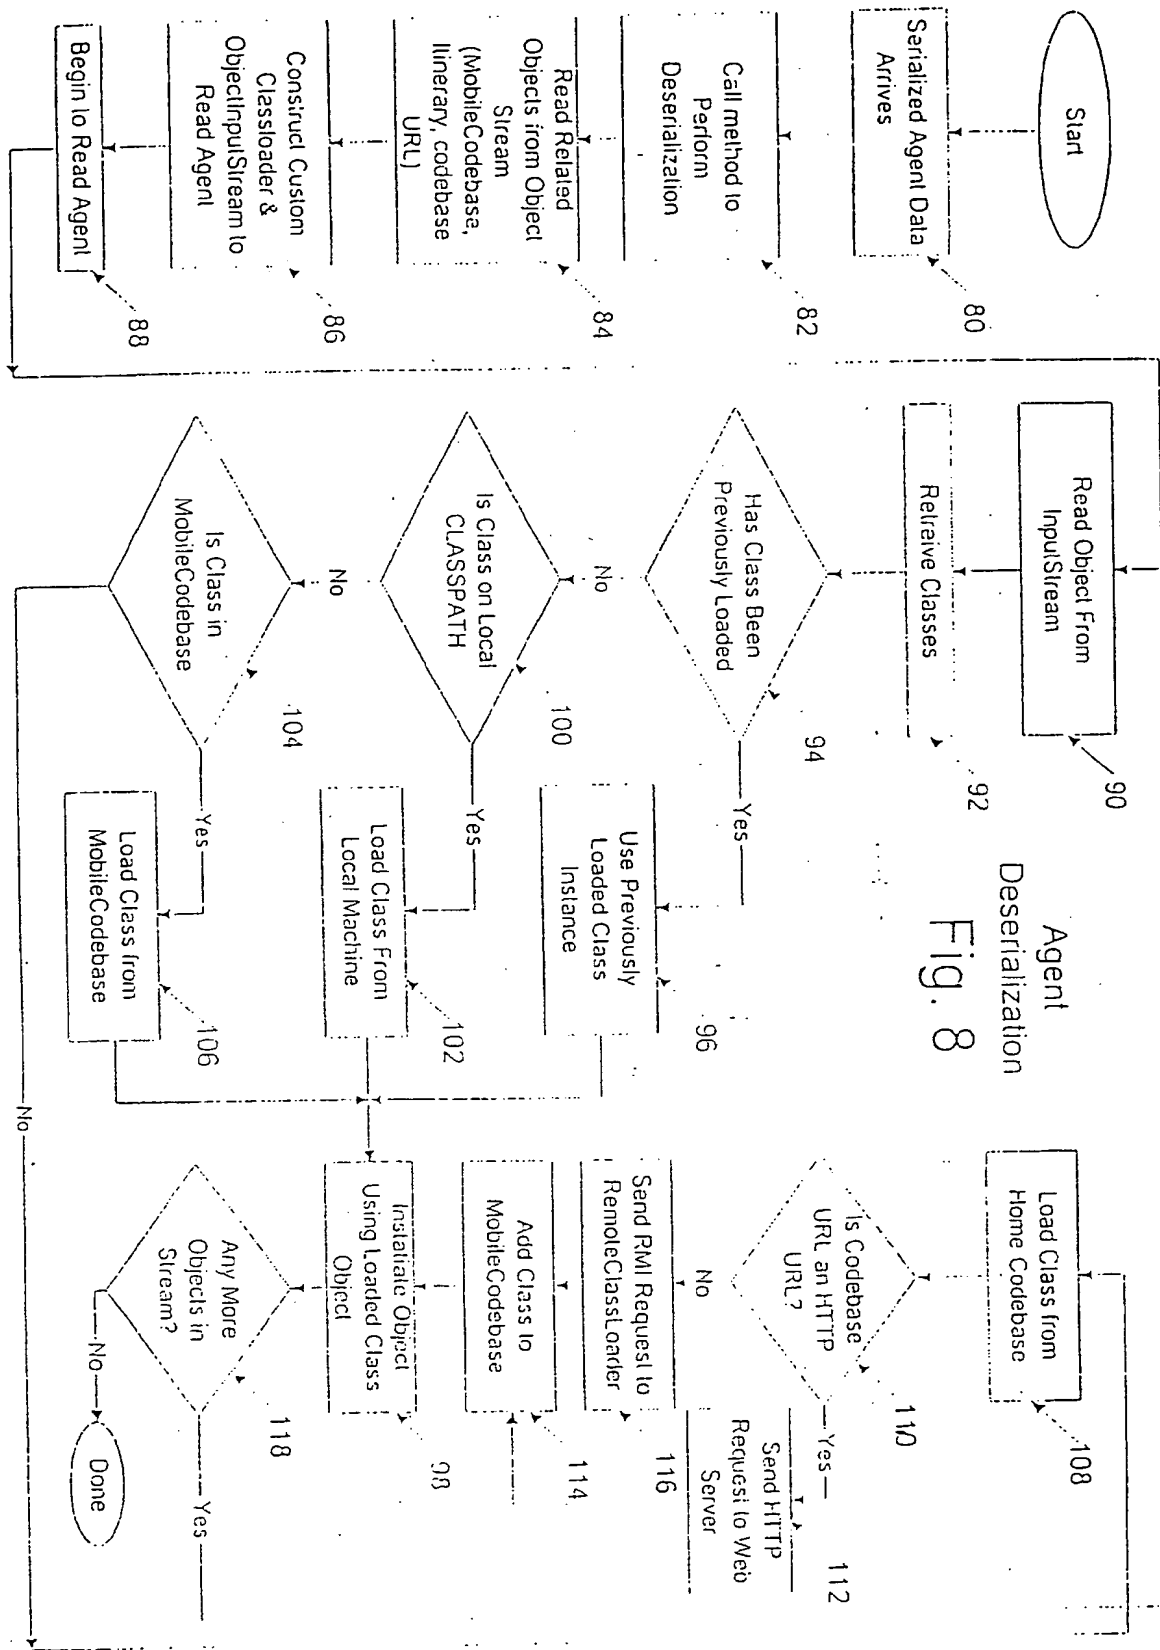 Agent
Deserialization
Fig. 8
Start
Serialized Agent Data
Arrives
80
Call method to
Perform
Deserialization
82
Read Related
Objects from Object
Stream
(MobileCodebase,
Itinerary, codebase
URL)
84
Construct Custom
Classloader &
ObjectInputStream to
Read Agent
86
Begin to Read Agent
88
Read Object From
InputStream
90
Retreive Classes
92
Has Class Been
Previously Loaded
94
Yes
No
Use Previously
Loaded Class
Instance
96
Is Class on Local
CLASSPATH
100
Yes
No
Load Class From
Local Machine
102
Is Class in
MobileCodebase
104
Yes
No
Load Class from
MobileCodebase
106
Load Class from
Home Codebase
108
Is Codebase
URL an HTTP
URL?
110
Yes
No
Send HTTP
Request to Web
Server
112
Send RMI Request to
RemoteClassLoader
116
Add Class to
MobileCodebase
114
Instatiate Object
Using Loaded Class
Object
98
Any More
Objects in
Stream?
118
Yes
No
Done